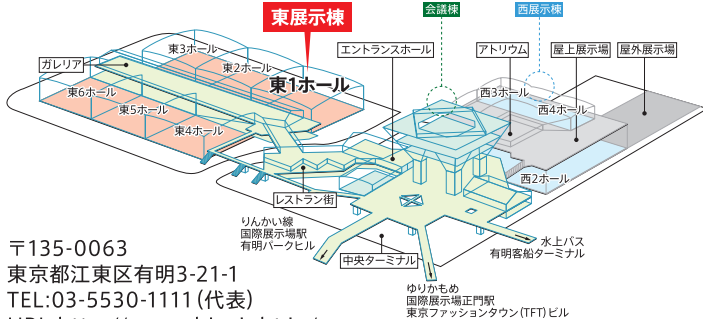 東展示棟
会議棟
西展示棟
東3ホール
東2ホール
東1ホール
ガレリア
エントランスホール
アトリウム
屋上展示場
屋外展示場
東6ホール
東5ホール
東4ホール
西3ホール
西4ホール
西2ホール
レストラン街
りんかい線
国際展示場駅
有明パークヒル
中央ターミナル
水上バス
有明客船ターミナル
ゆりかもめ
国際展示場正門駅
東京ファッションタウン(TFT)ビル
〒135-0063
東京都江東区有明3-21-1
TEL:03-5530-1111(代表)